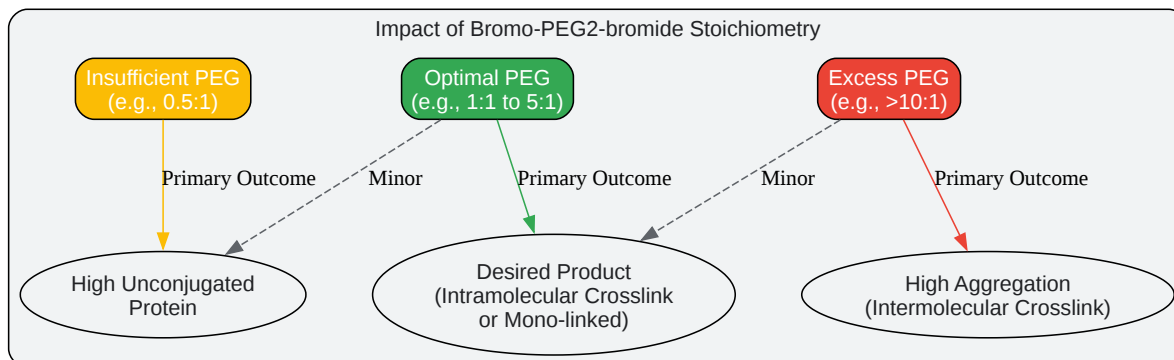 Impact of Bromo-PEG2-bromide Stoichiometry
Insufficient PEG
(e.g., 0.5:1)
Optimal PEG
(e.g., 1:1 to 5:1)
Excess PEG
(e.g., >10:1)
Primary Outcome
Minor
Primary Outcome
Minor
Primary Outcome
High Unconjugated
Protein
Desired Product
(Intramolecular Crosslink
or Mono-linked)
High Aggregation
(Intermolecular Crosslink)